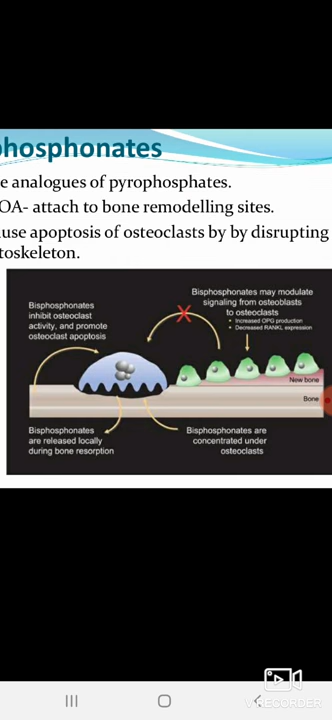 phosphonates
e analogues of pyrophosphates.
OA- attach to bone remodelling sites.
use apoptosis of osteoclasts by by disrupting
toskeleton.
Bisphosphonates
inhibit osteoclast
activity, and promote
osteoclast apoptosis
Bisphosphonates may modulate
signaling from osteoblasts
to osteoclasts
• Increased OPG production
• Decreased RANKL expression
New bone
Bone
Bisphosphonates
are released locally
during bone resorption
Bisphosphonates are
concentrated under
osteoclasts
V RECORDER